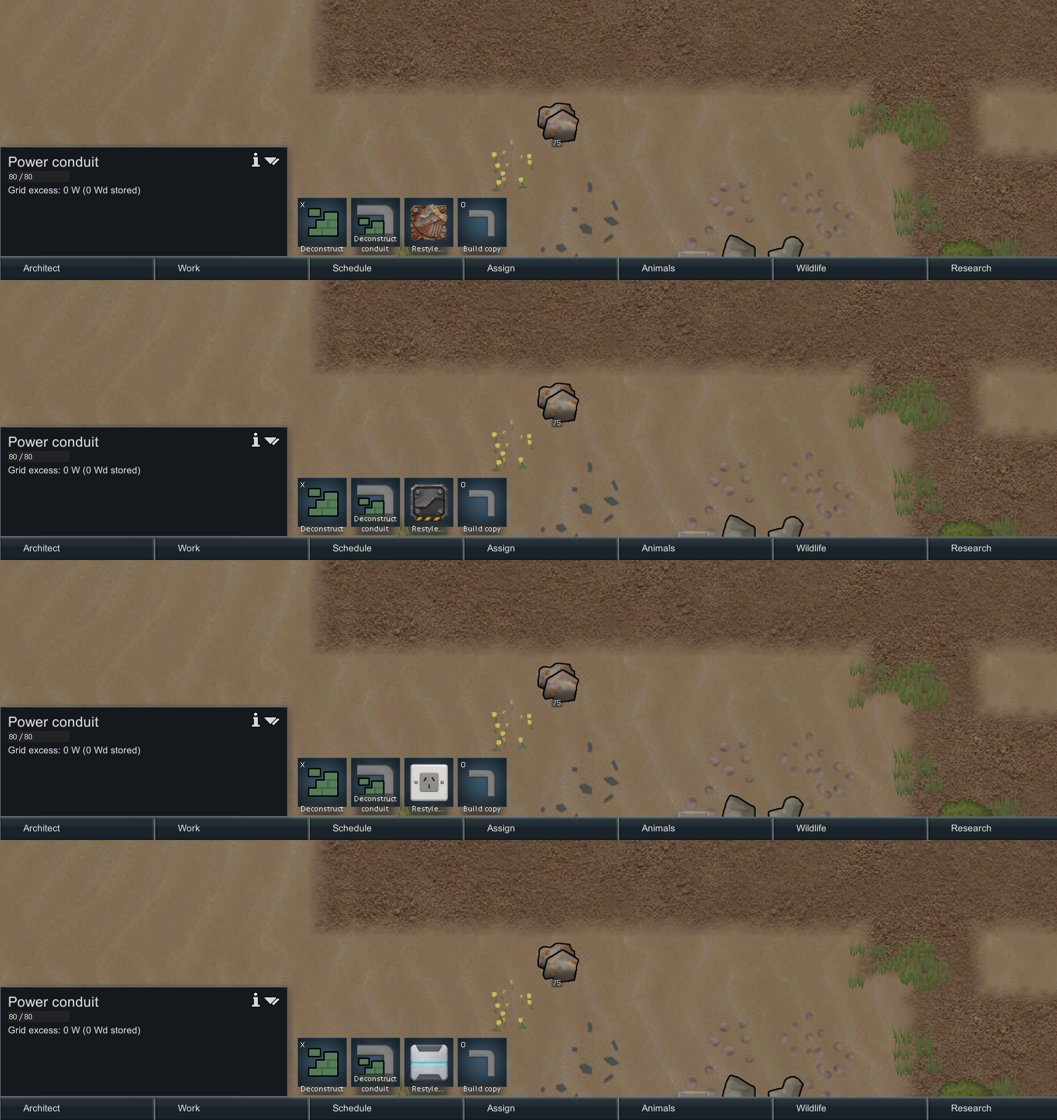 75
Power conduit
80 / 80
Grid excess: 0 W (0 Wd stored)
X
O
Deconstruct
Deconstruct
conduit
Restyle...
Build copy
Architect
Work
Schedule
Assign
Animals
Wildlife
Research
75
Power conduit
80 / 80
Grid excess: 0 W (0 Wd stored)
X
O
Deconstruct
Deconstruct
conduit
Restyle...
Build copy
Architect
Work
Schedule
Assign
Animals
Wildlife
Research
75
Power conduit
80 / 80
Grid excess: 0 W (0 Wd stored)
X
O
Deconstruct
Deconstruct
conduit
Restyle...
Build copy
Architect
Work
Schedule
Assign
Animals
Wildlife
Research
75
Power conduit
80 / 80
Grid excess: 0 W (0 Wd stored)
X
O
Deconstruct
Deconstruct
conduit
Restyle...
Build copy
Architect
Work
Schedule
Assign
Animals
Wildlife
Research